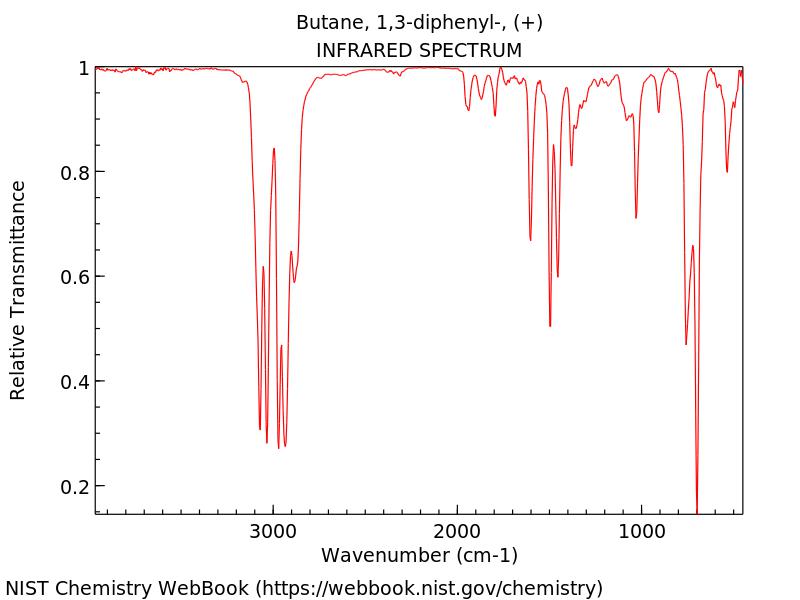 Butane, 1,3-diphenyl-, (+)
INFRARED SPECTRUM
1
0.8
0.6
0.4
0.2
Relative Transmittance
3000 2000 1000
Wavenumber (cm-1)
NIST Chemistry WebBook (https://webbook.nist.gov/chemistry)